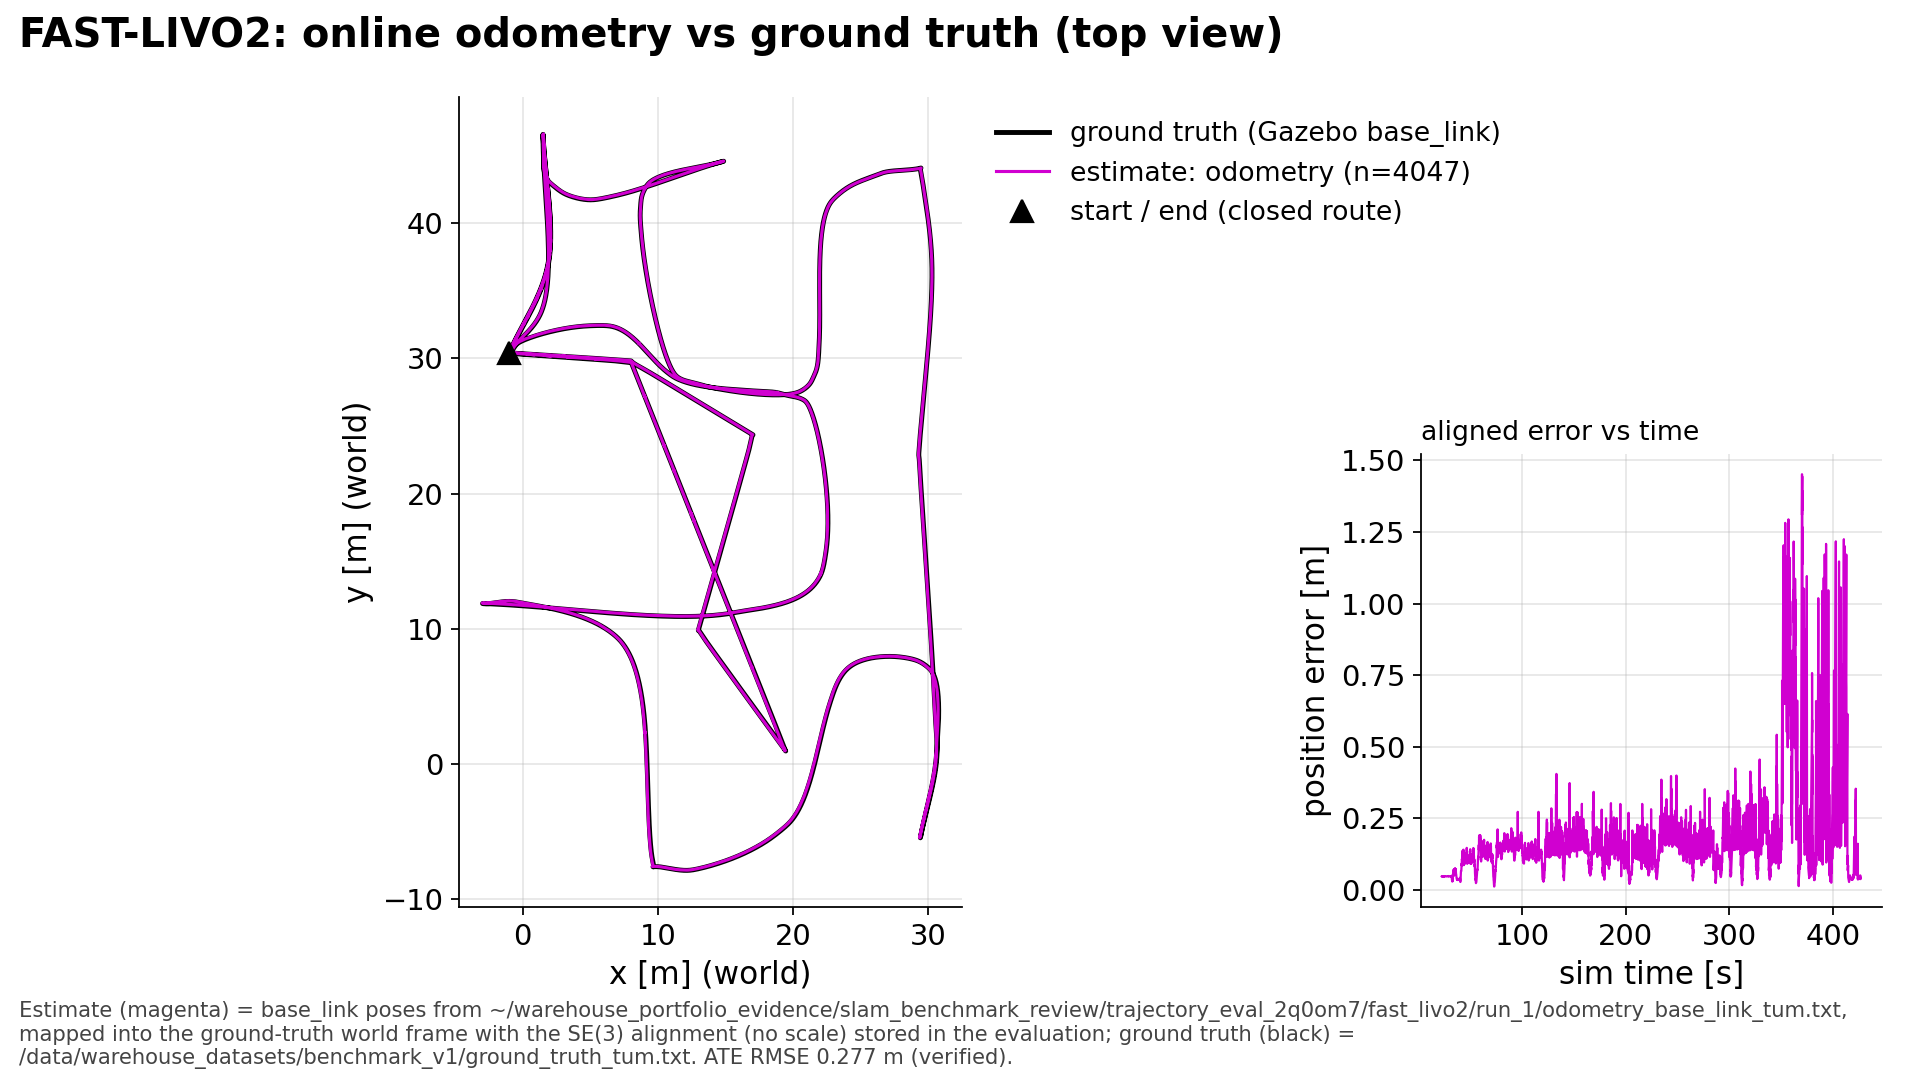 FAST-LIVO2: online odometry vs ground truth (top view)
ground truth (Gazebo base_link)
estimate: odometry (n=4047)
start / end (closed route)
y [m] (world)
40
30
20
10
0
−10
0
10
20
30
x [m] (world)
aligned error vs time
position error [m]
1.50
1.25
1.00
0.75
0.50
0.25
0.00
100
200
300
400
sim time [s]
Estimate (magenta) = base_link poses from ~/warehouse_portfolio_evidence/slam_benchmark_review/trajectory_eval_2q0om7/fast_livo2/run_1/odometry_base_link_tum.txt,
mapped into the ground-truth world frame with the SE(3) alignment (no scale) stored in the evaluation; ground truth (black) =
/data/warehouse_datasets/benchmark_v1/ground_truth_tum.txt. ATE RMSE 0.277 m (verified).